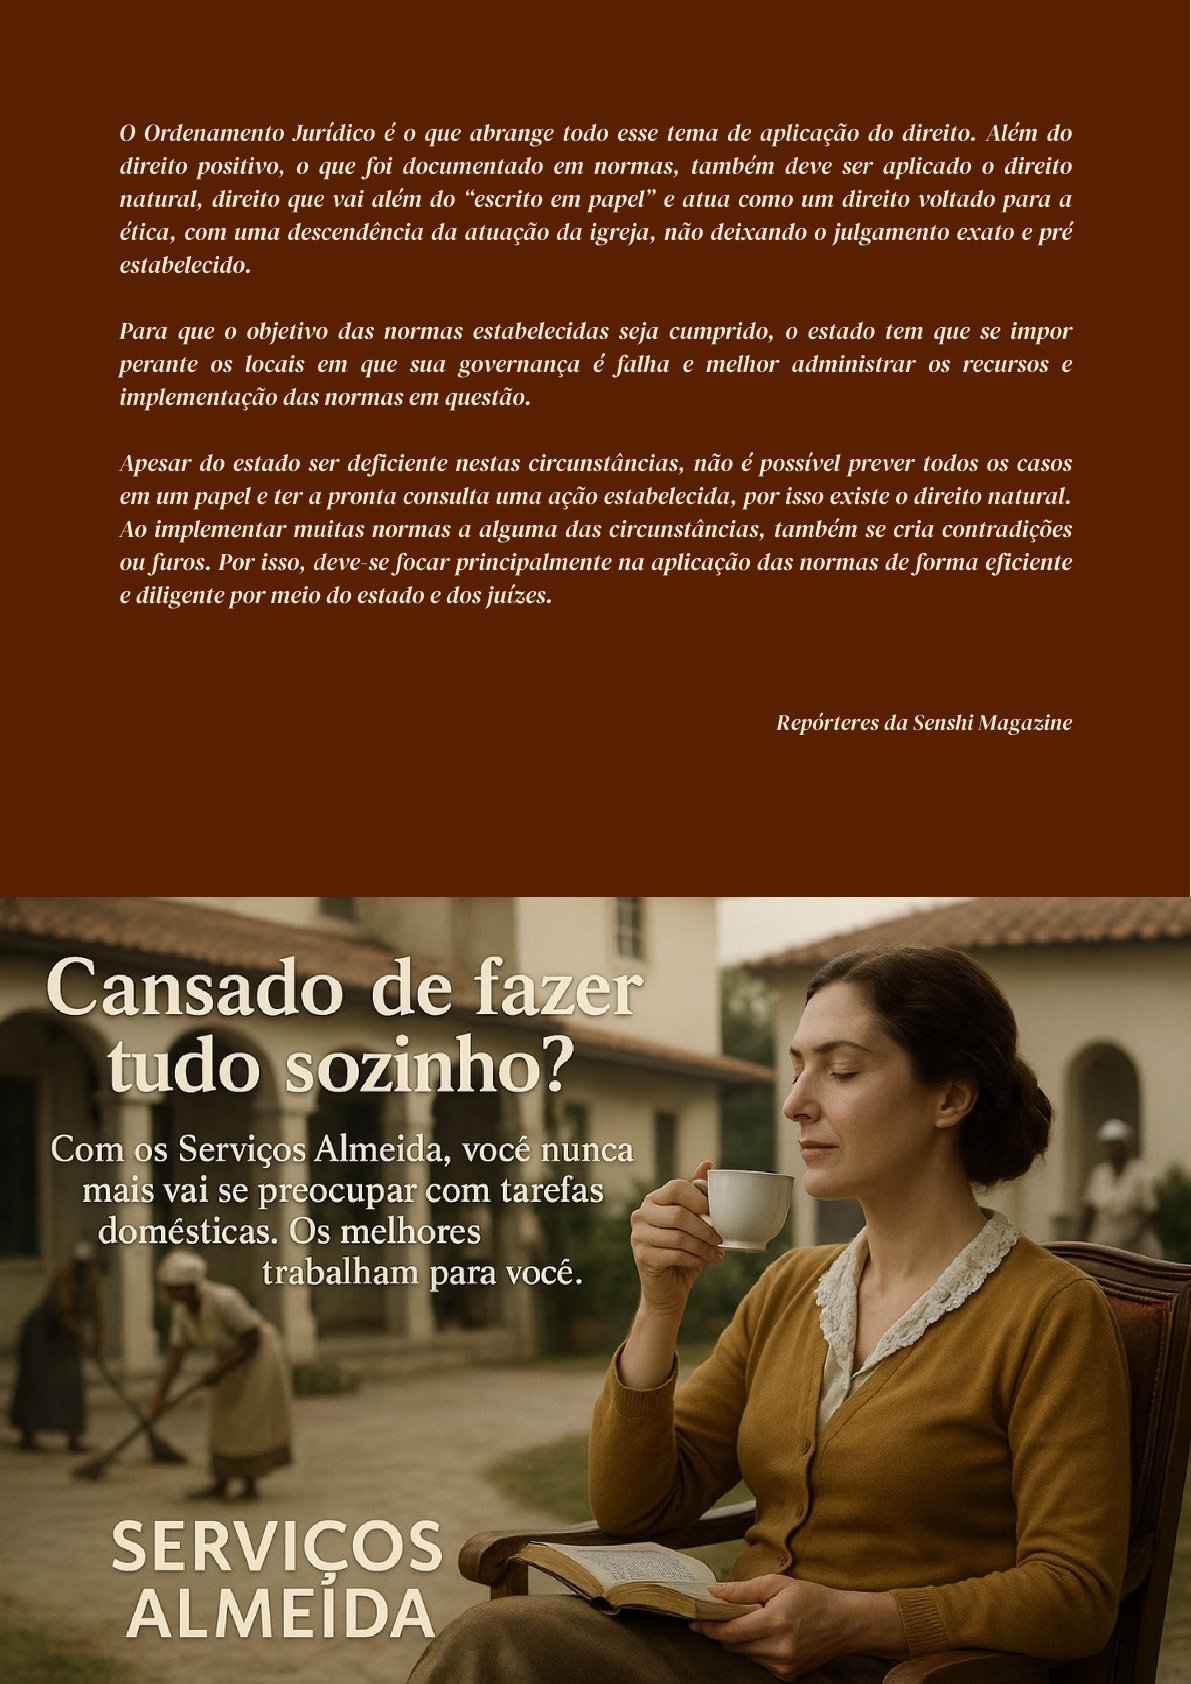 O Ordenamento Jurídico é o que abrange todo esse tema de aplicação do direito. Além do
direito positivo, o que foi documentado em normas, também deve ser aplicado o direito
natural, direito que vai além do “escrito em papel” e atua como um direito voltado para a
ética, com uma descendência da atuação da igreja, não deixando o julgamento exato e pré
estabelecido.
Para que o objetivo das normas estabelecidas seja cumprido, o estado tem que se impor
perante os locais em que sua governança é falha e melhor administrar os recursos e
implementação das normas em questão.
Apesar do estado ser deficiente nestas circunstâncias, não é possível prever todos os casos
em um papel e ter a pronta consulta uma ação estabelecida, por isso existe o direito natural.
Ao implementar muitas normas a alguma das circunstâncias, também se cria contradições
ou furos. Por isso, deve-se focar principalmente na aplicação das normas de forma eficiente
e diligente por meio do estado e dos juízes.
Repórteres da Senshi Magazine
Cansado de fazer
tudo sozinho?
Com os Serviços Almeida, você nunca
mais vai se preocupar com tarefas
domésticas. Os melhores
trabalham para você.
SERVIÇOS
ALMEIDA